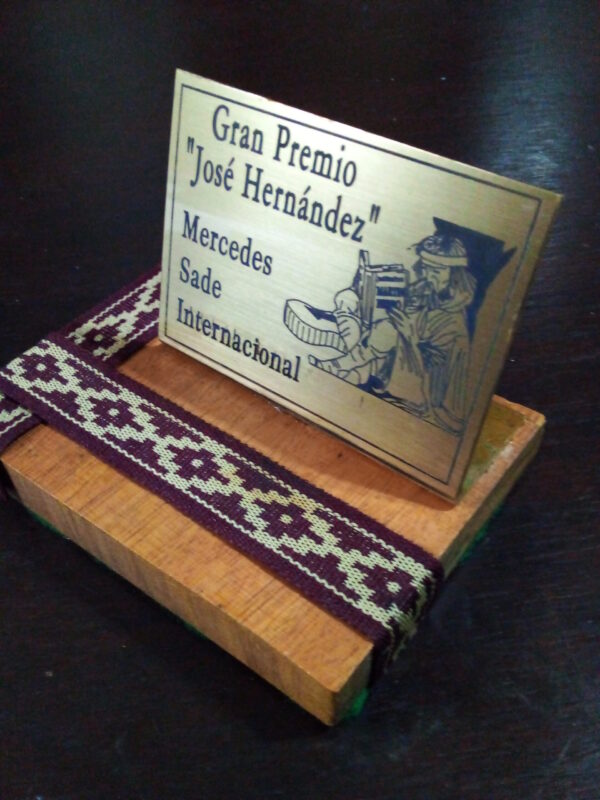 Gran Premio
"José Hernández"
Mercedes
Sade
Internacional